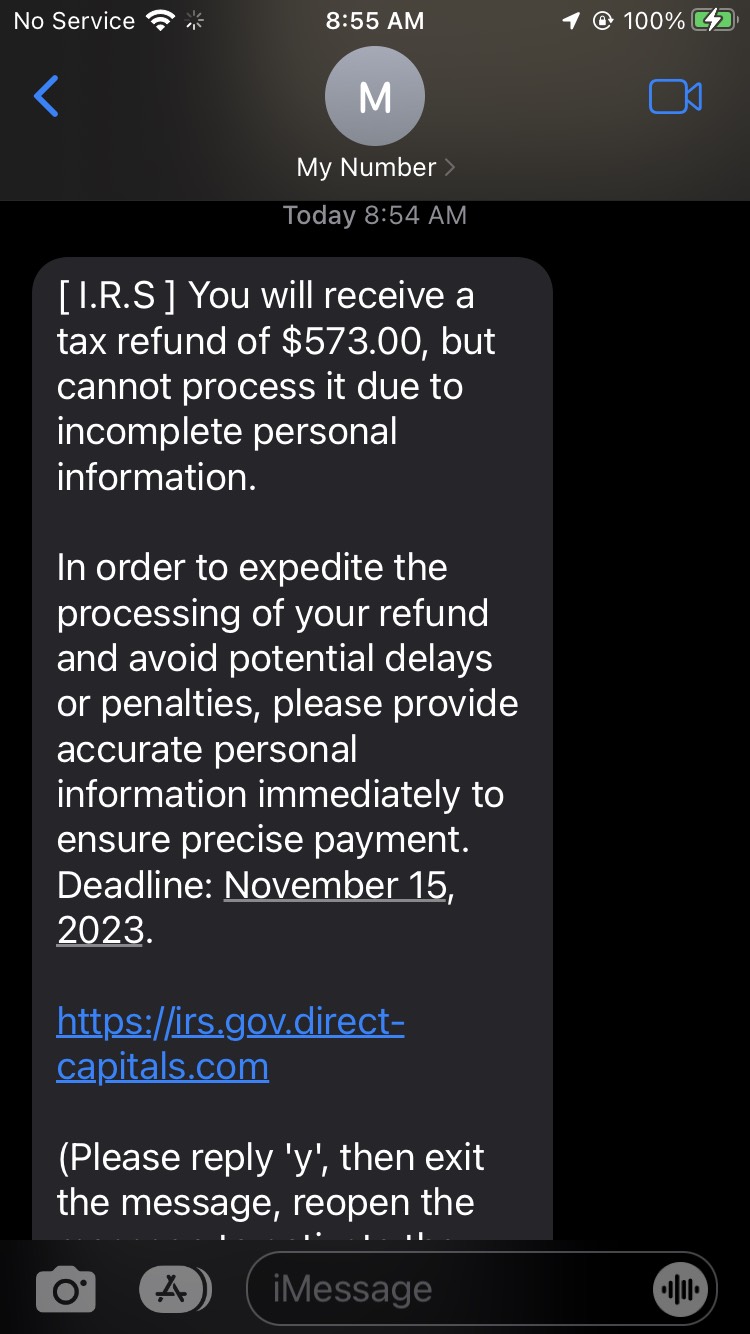 No Service 8:55 AM 100%
M
My Number
Today 8:54 AM
[ I.R.S ] You will receive a
tax refund of $573.00, but
cannot process it due to
incomplete personal
information.
In order to expedite the
processing of your refund
and avoid potential delays
or penalties, please provide
accurate personal
information immediately to
ensure precise payment.
Deadline: November 15,
2023.
https://irs.gov.direct-
capitals.com
(Please reply 'y', then exit
the message, reopen the
iMessage